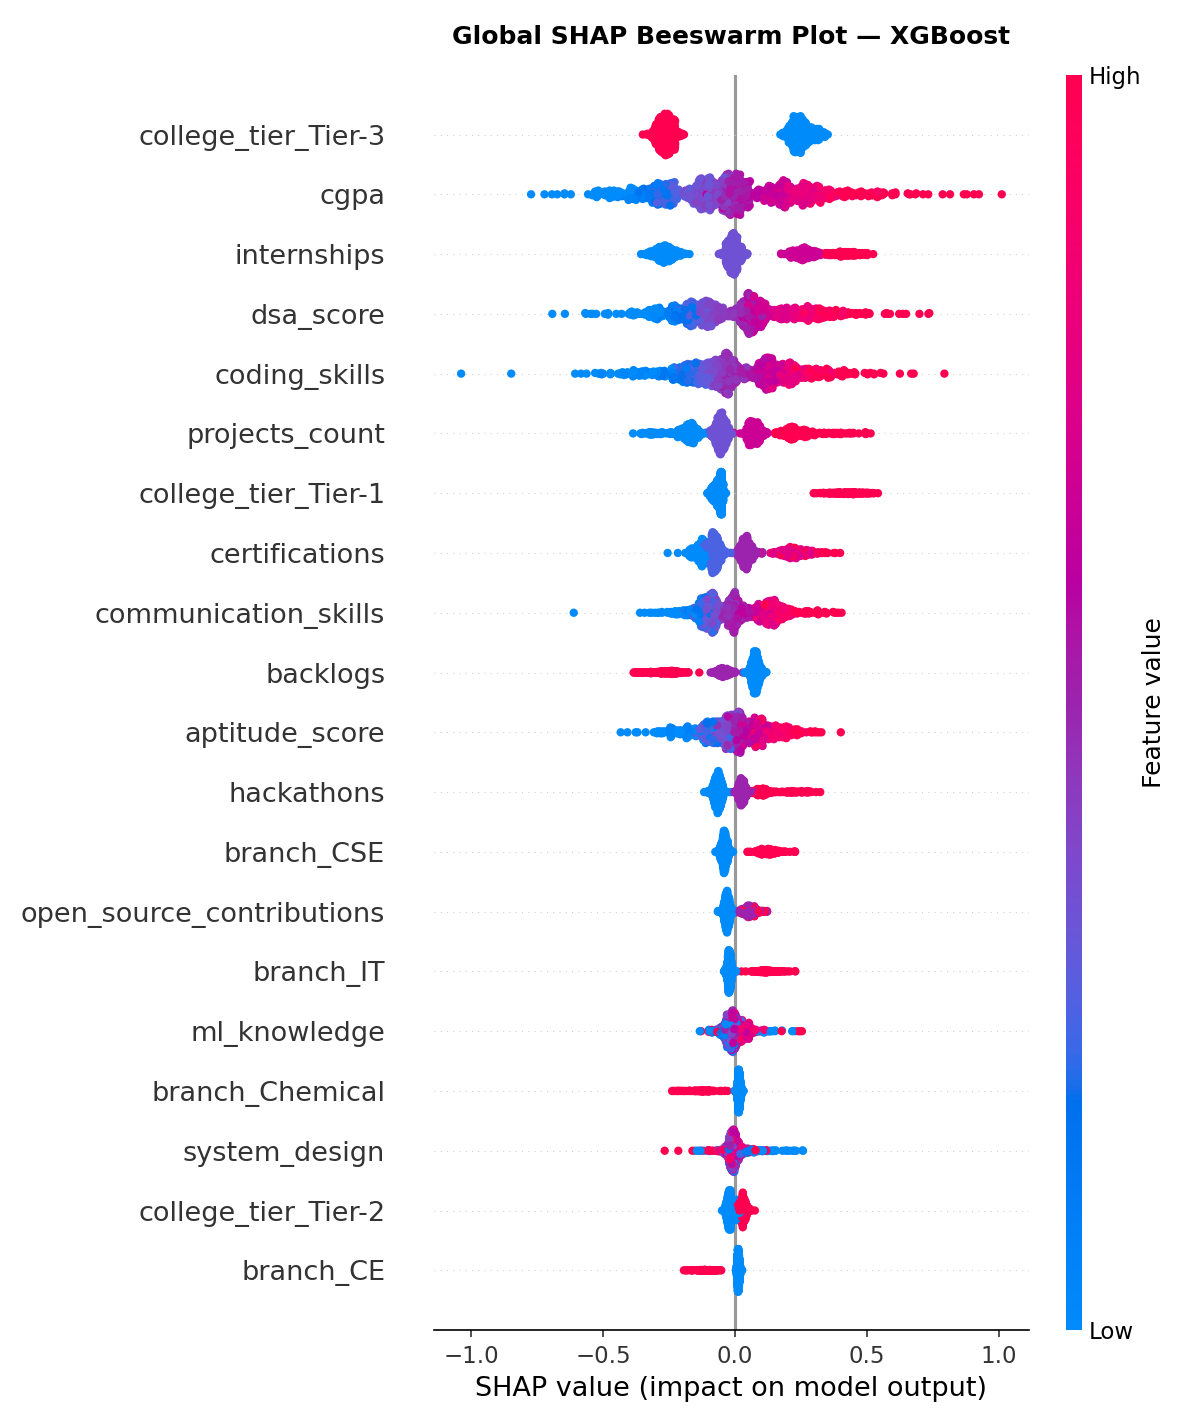 Global SHAP Beeswarm Plot — XGBoost
High
college_tier_Tier-3
cgpa
internships
dsa_score
coding_skills
projects_count
college_tier_Tier-1
certifications
communication_skills
backlogs
aptitude_score
hackathons
branch_CSE
open_source_contributions
branch_IT
ml_knowledge
branch_Chemical
system_design
college_tier_Tier-2
branch_CE
Feature value
Low
−1.0 −0.5 0.0 0.5 1.0
SHAP value (impact on model output)